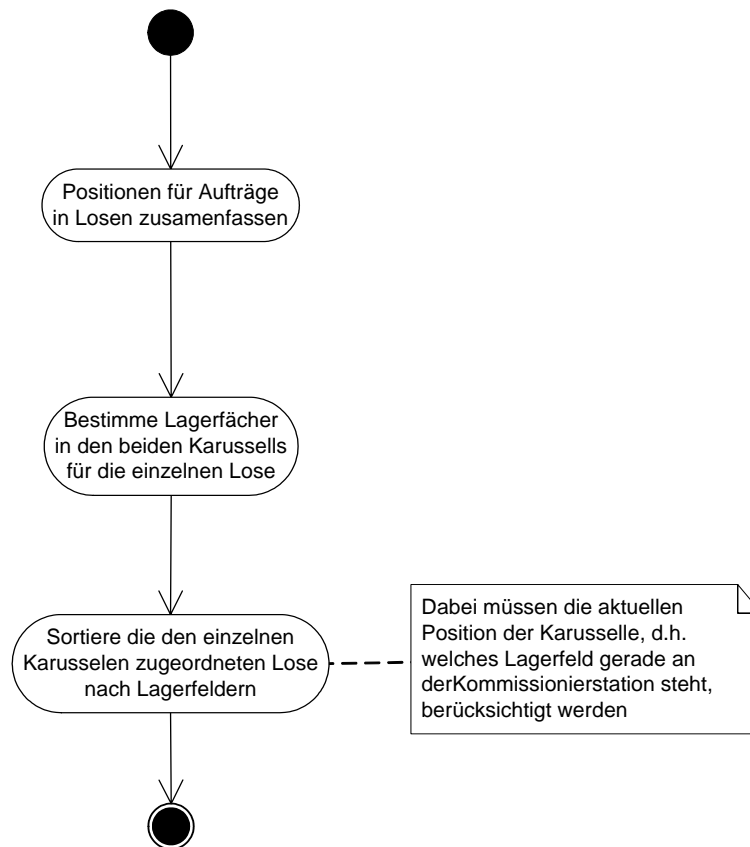 Positionen für Aufträge
in Losen zusamenfassen
Bestimme Lagerfächer
in den beiden Karussells
für die einzelnen Lose
Sortiere die den einzelnen
Karusselen zugeordneten Lose
nach Lagerfeldern
Dabei müssen die aktuellen
Position der Karusselle, d.h.
welches Lagerfeld gerade an
derKommissionierstation steht,
berücksichtigt werden